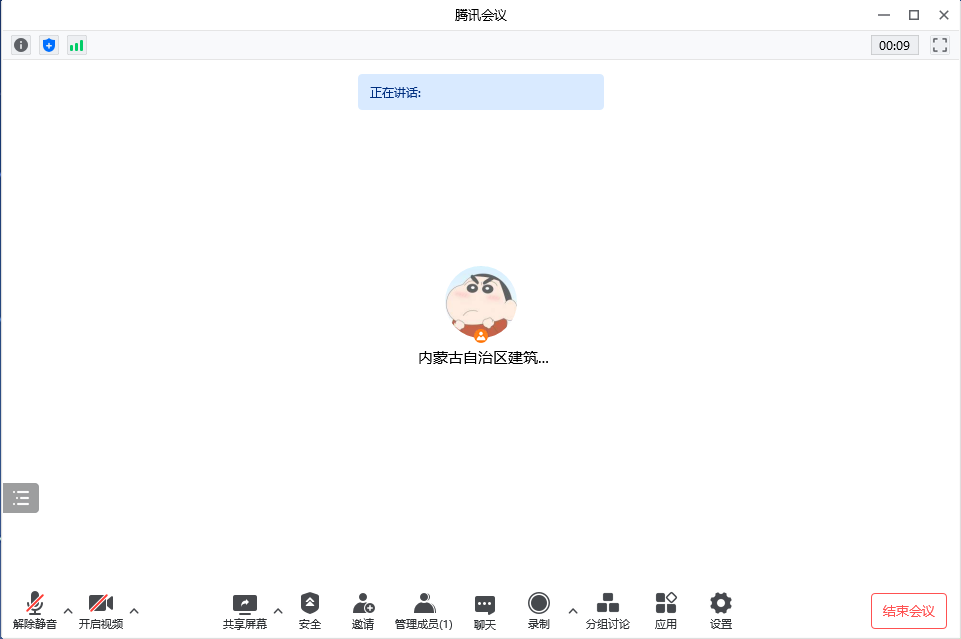 腾讯会议
00:09
正在讲话:
内蒙古自治区建筑...
解除静音
开启视频
共享屏幕
安全
邀请
管理成员(1)
聊天
录制
分组讨论
应用
设置
结束会议